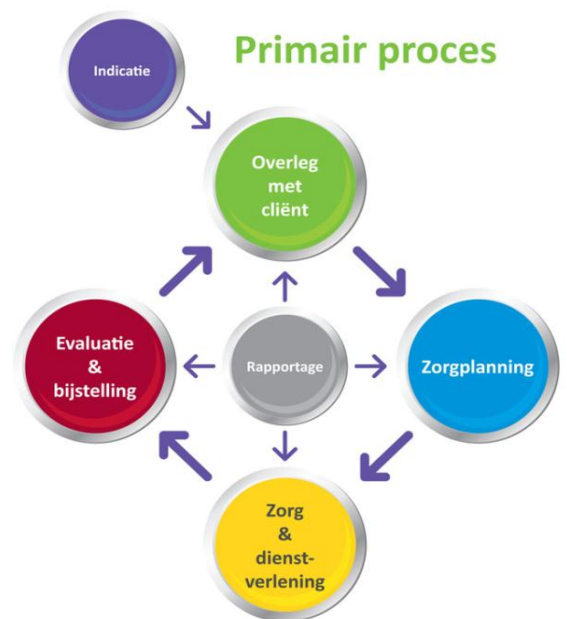 Primair proces
Indicatie
Overleg
met
cliënt
Evaluatie
&
bijstelling
Rapportage
Zorgplanning
Zorg
&
dienst-
verlening